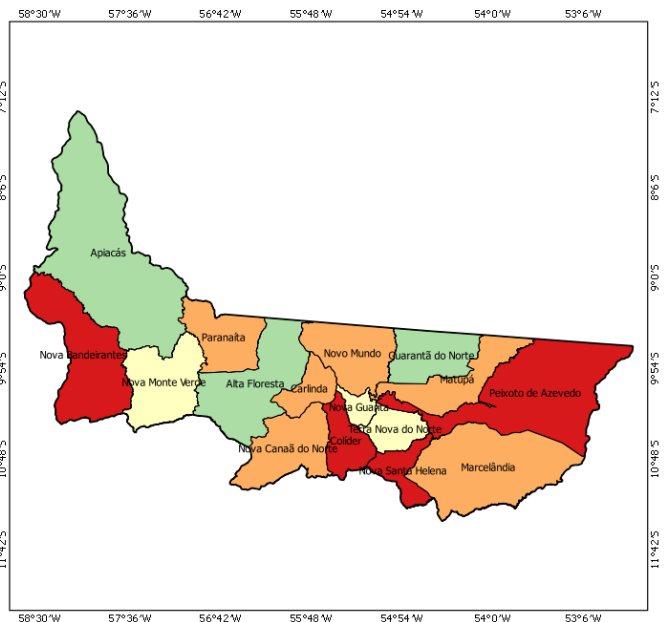 58°30'W 57°36'W 56°42'W 55°48'W 54°54'W 54°0'W 53°6'W
7°12'S 7°12'S
8°6'S 8°6'S
Apiacás
9°0'S 9°0'S
Paranaíta
Nova Bandeirantes Novo Mundo Guarantã do Norte
9°54'S 9°54'S
Nova Monte Verde Alta Floresta Carlinda Matupá
Peixoto de Azevedo
Nova Guarita
Terra Nova do Norte
Nova Canaã do Norte Colíder
10°48'S 10°48'S
Nova Santa Helena Marcelândia
11°42'S 11°42'S
58°30'W 57°36'W 56°42'W 55°48'W 54°54'W 54°0'W 53°6'W